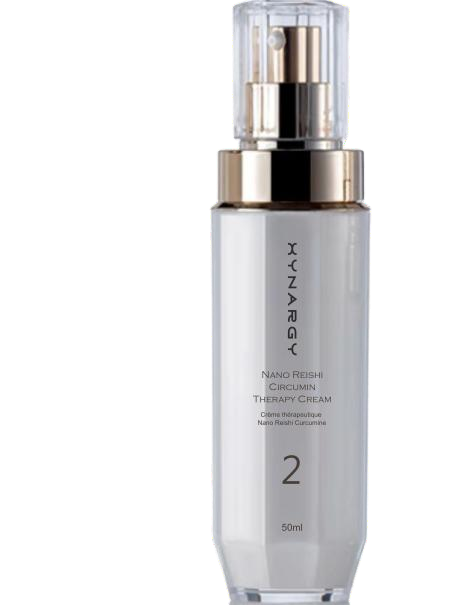 XYNARGY
NANO REISHI
CIRCUMIN
THERAPY CREAM
Crème thérapeutique
Nano Reishi Curcumine
2
50ml